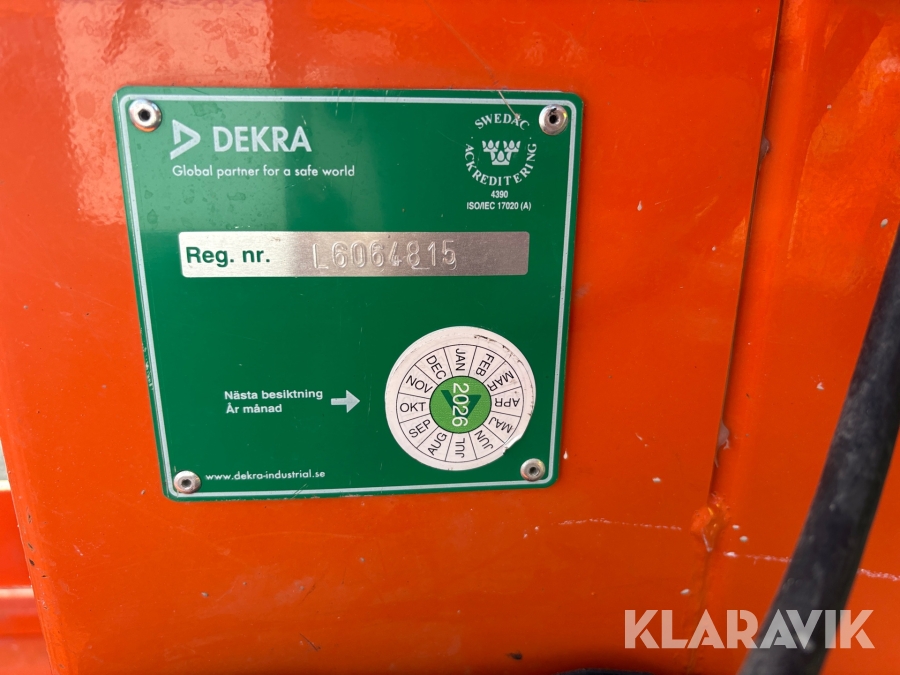 DEKRA
Global partner for a safe world
SWEDAC
ACKREDITERING
4390
ISO/IEC 17020 (A)
Reg. nr. L6064815
Nästa besiktning
År månad
JAN
FEB
MAR
APR
MAJ
JUN
JUL
AUG
SEP
OKT
NOV
DEC
2026
www.dekra-industrial.se
KLARAVIK